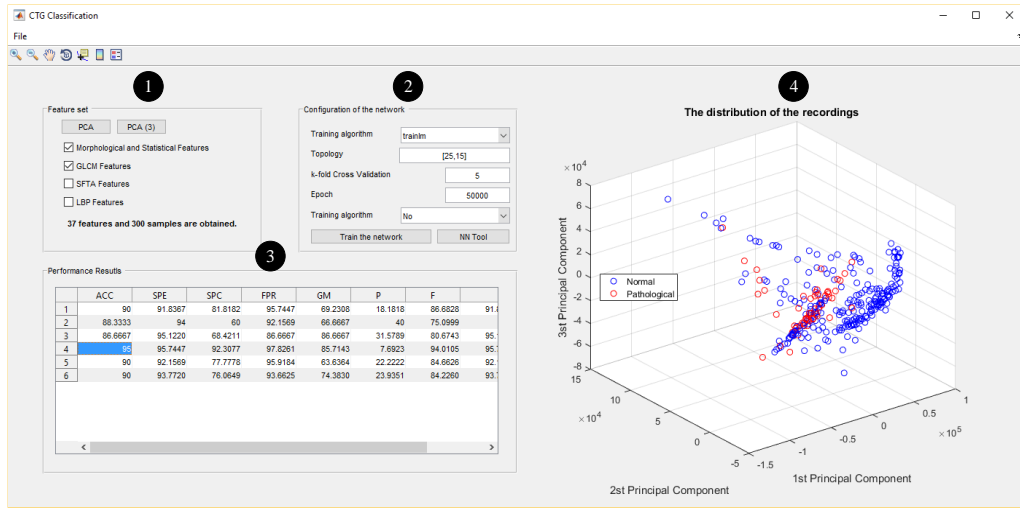 CTG Classification
File
1
2
3
4
Feature set
PCA
PCA (3)
Morphological and Statistical Features
GLCM Features
SFTA Features
LBP Features
37 features and 300 samples are obtained.
Configuration of the network
Training algorithm trainlm
Topology [25,15]
k-fold Cross Validation 5
Epoch 50000
Training algorithm No
Train the network
NN Tool
Performance Resutls
ACC SPE SPC FPR GM P F
1 90 91.8367 81.8182 95.7447 69.2308 18.1818 86.6828
2 88.3333 94 60 92.1569 66.6667 40 75.0999
3 86.6667 95.1220 68.4211 86.6667 86.6667 31.5789 80.6743
4 95 95.7447 92.3077 97.8261 85.7143 7.6923 94.0105
5 90 92.1569 77.7778 95.9184 63.6364 22.2222 84.6626
6 90 93.7720 76.0649 93.6625 74.3830 23.9351 84.2260
The distribution of the recordings
×10⁴
8
6
4
2
0
-2
-4
-6
-8
3st Principal Component
Normal
Pathological
15
10
5
0
-5
×10⁴
2st Principal Component
-1.5
-1
-0.5
0
0.5
1
×10⁵
1st Principal Component